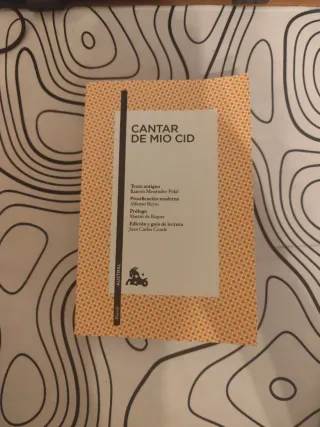 CANTAR
DE MIO CID
Texto antiguo
Ramón Menéndez Pidal
Prosificación moderna
Alfonso Reyes
Prólogo
Martín de Riquer
Edición y guía de lectura
Juan Carlos Conde
AUSTRAL